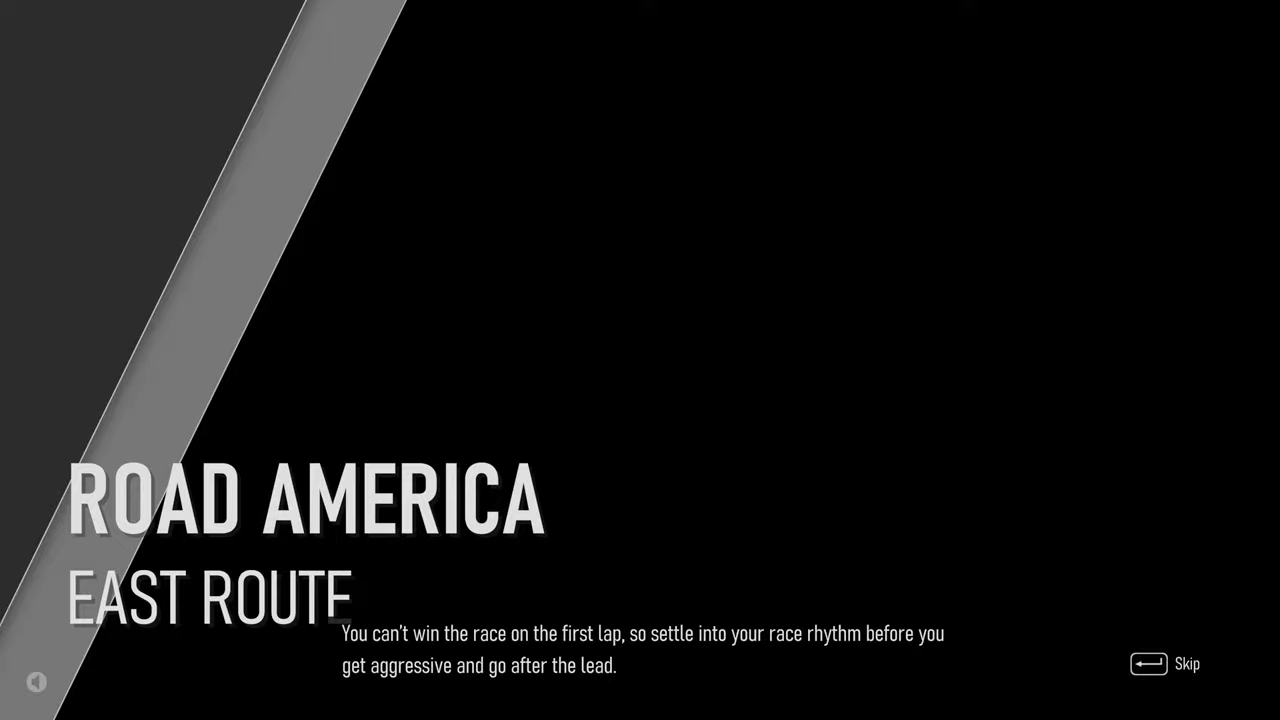 ROAD AMERICA
EAST ROUTE
You can't win the race on the first lap, so settle into your race rhythm before you
get aggressive and go after the lead.
Skip